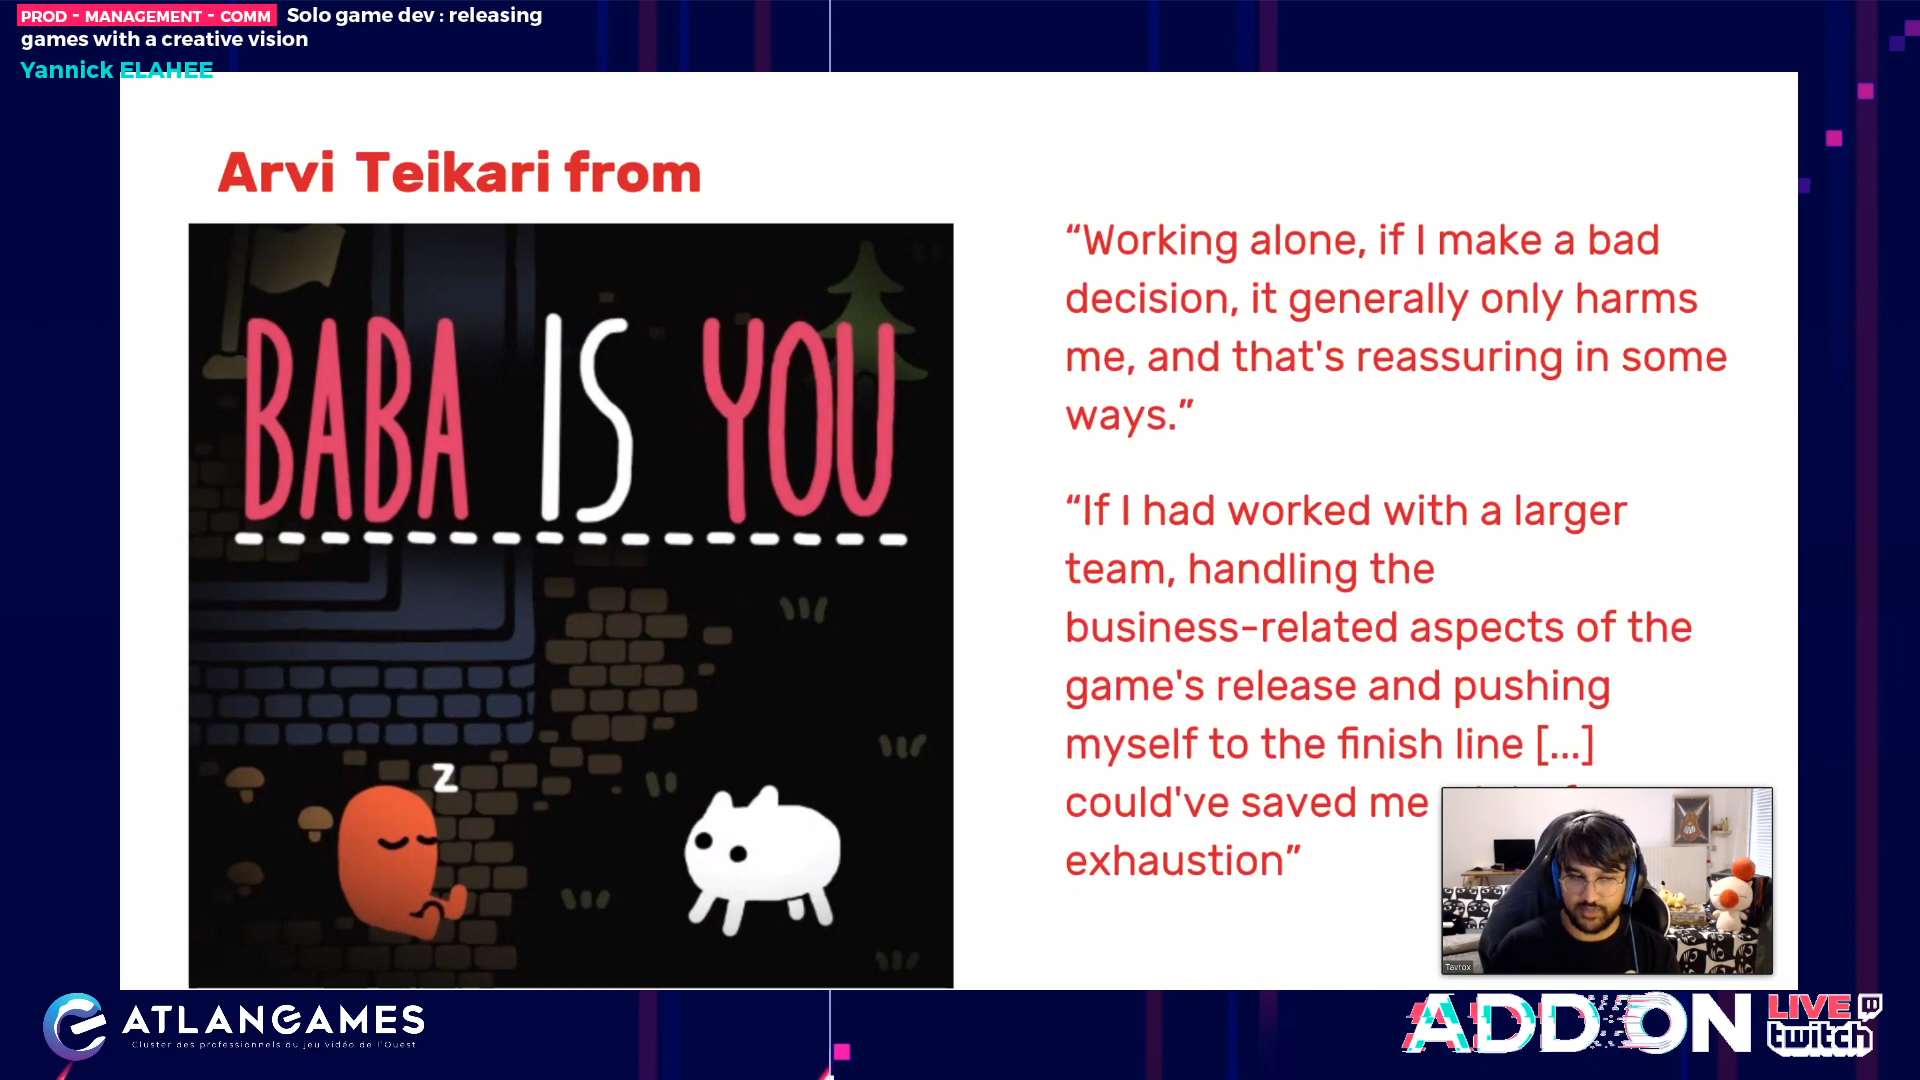 PROD - MANAGEMENT - COMM Solo game dev : releasing
games with a creative vision
Yannick ELAHEE
Arvi Teikari from
BABA IS YOU
z
“Working alone, if I make a bad
decision, it generally only harms
me, and that's reassuring in some
ways.”
“If I had worked with a larger
team, handling the
business-related aspects of the
game's release and pushing
myself to the finish line [...]
could've saved me
exhaustion”
Tavrox
ATLANGAMES
Cluster des professionnels du jeu vidéo de l'Ouest
ADD ON
LIVE
twitch